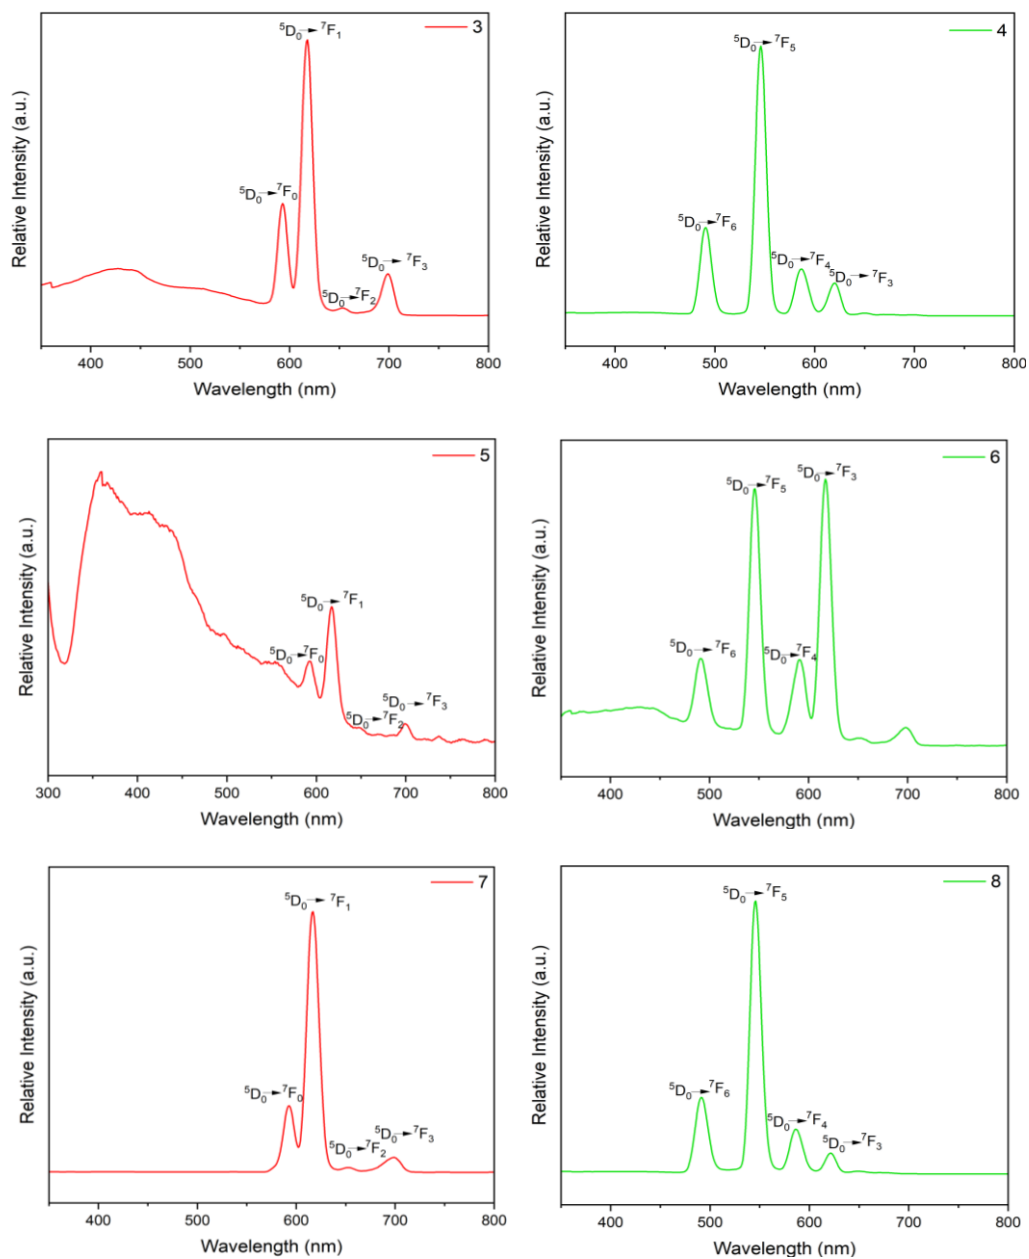 3
⁵D₀→⁷F₁
⁵D₀→⁷F₀
⁵D₀→⁷F₃
⁵D₀→⁷F₂
Relative Intensity (a.u.)
400 500 600 700 800
Wavelength (nm)
4
⁵D₀→⁷F₅
⁵D₀→⁷F₆
⁵D₀→⁷F₄
⁵D₀→⁷F₃
Relative Intensity (a.u.)
400 500 600 700 800
Wavelength (nm)
5
⁵D₀→⁷F₁
⁵D₀→⁷F₀
⁵D₀→⁷F₃
⁵D₀→⁷F₂
Relative Intensity (a.u.)
300 400 500 600 700 800
Wavelength (nm)
6
⁵D₀→⁷F₃
⁵D₀→⁷F₅
⁵D₀→⁷F₆
⁵D₀→⁷F₄
Relative Intensity (a.u.)
400 500 600 700 800
Wavelength (nm)
7
⁵D₀→⁷F₁
⁵D₀→⁷F₀
⁵D₀→⁷F₃
⁵D₀→⁷F₂
Relative Intensity (a.u.)
400 500 600 700 800
Wavelength (nm)
8
⁵D₀→⁷F₅
⁵D₀→⁷F₆
⁵D₀→⁷F₄
⁵D₀→⁷F₃
Relative Intensity (a.u.)
400 500 600 700 800
Wavelength (nm)